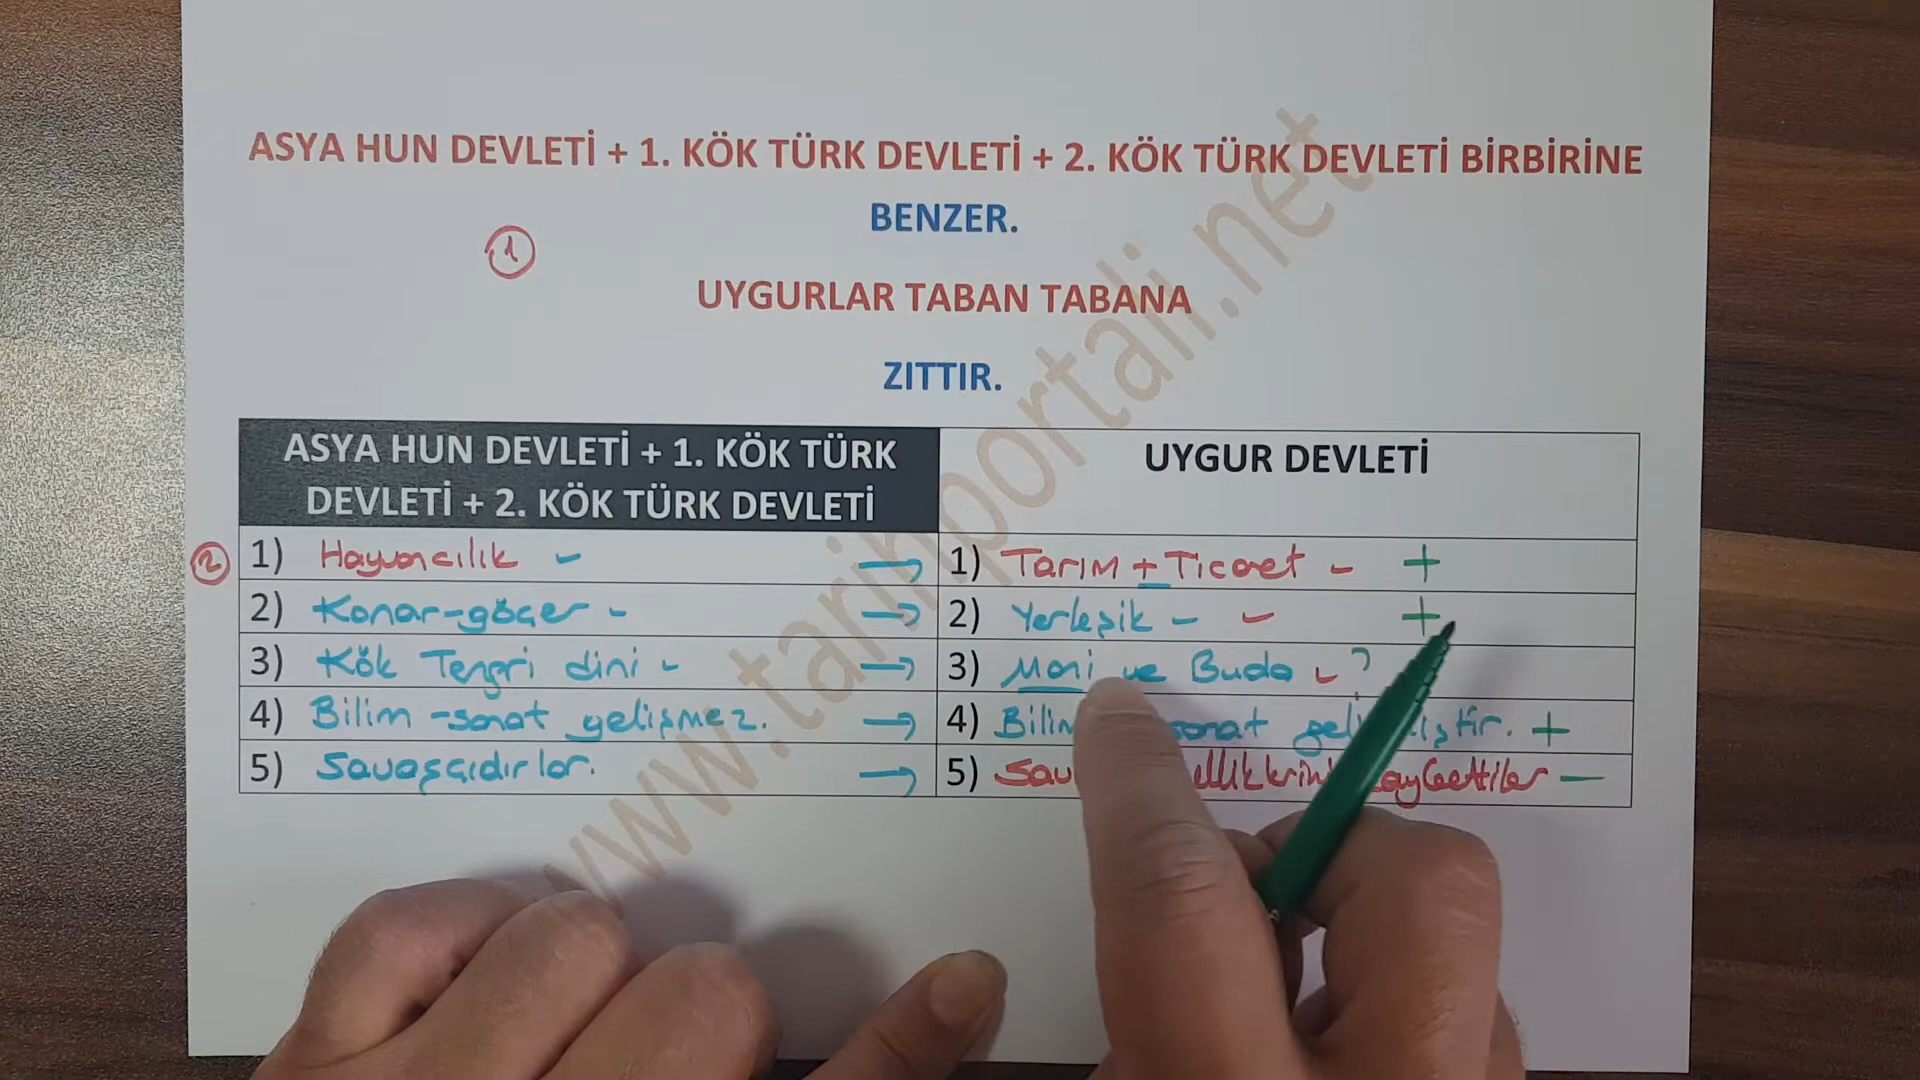 ASYA HUN DEVLETİ + 1. KÖK TÜRK DEVLETİ + 2. KÖK TÜRK DEVLETİ BİRBİRİNE
BENZER.
1
UYGURLAR TABAN TABANA
ZITTIR.
ASYA HUN DEVLETİ + 1. KÖK TÜRK
DEVLETİ + 2. KÖK TÜRK DEVLETİ
UYGUR DEVLETİ
2
1) Hayvancılık - → 1) Tarım + Ticaret - +
2) Konar-göçer - → 2) Yerleşik - - +
3) Kök Tengri dini - → 3) Mani ve Buda - ?
4) Bilim-sanat gelişmez. → 4) sanat +
5) Savaşçıdırlar. → 5) -
www.tarihportali.net